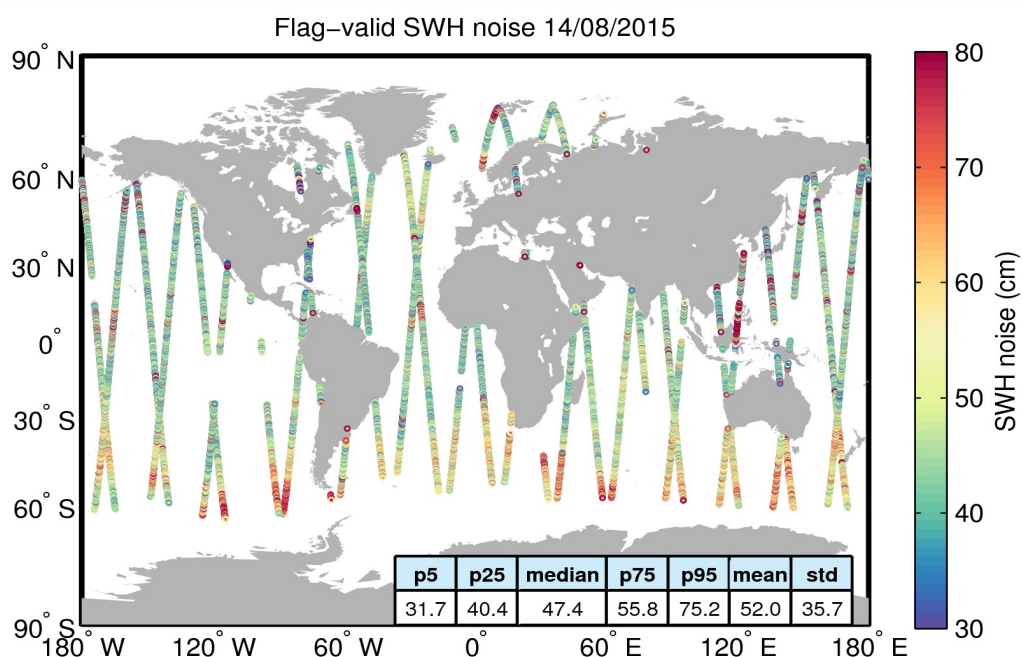 Flag−valid SWH noise 14/08/2015
90° N
60° N
30° N
0°
30° S
60° S
90° S
180° W 120° W 60° W 0° 60° E 120° E 180° E
80
70
60
50
40
30
SWH noise (cm)
p5 p25 median p75 p95 mean std
31.7 40.4 47.4 55.8 75.2 52.0 35.7